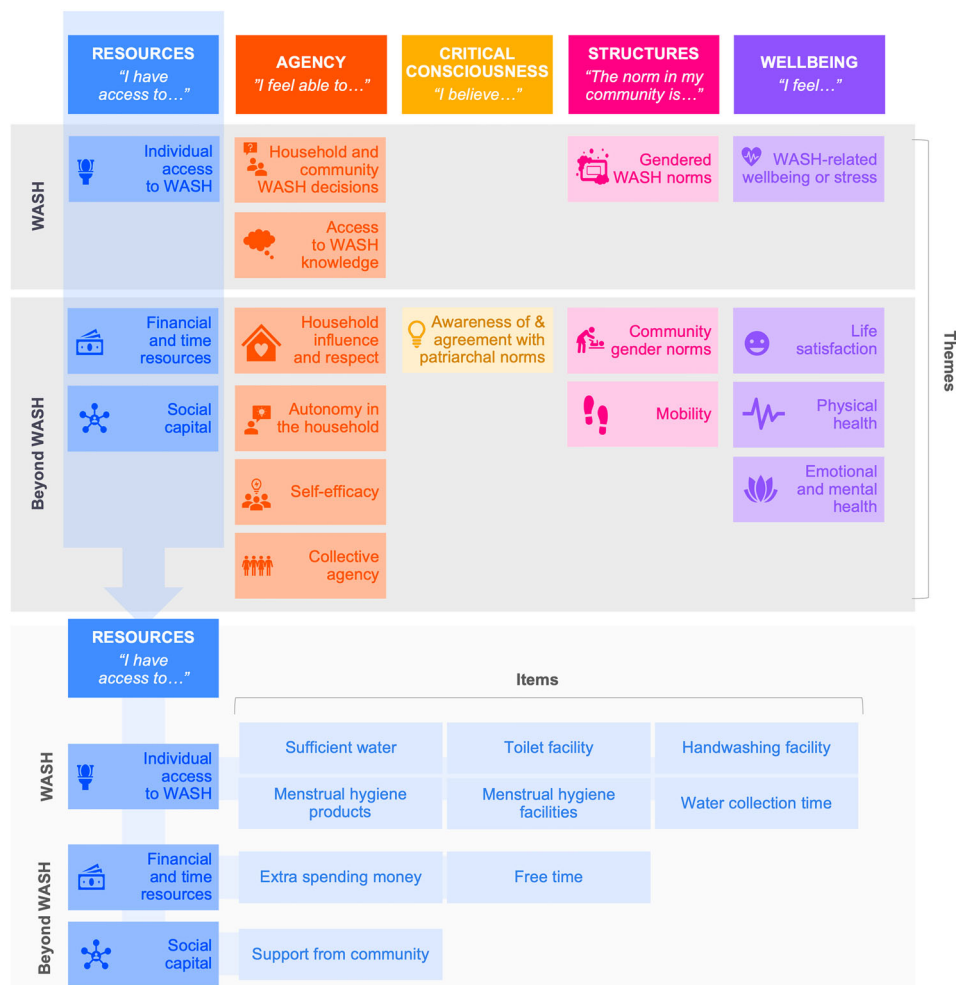 RESOURCES
“I have
access to…”
AGENCY
“I feel able to…”
CRITICAL
CONSCIOUSNESS
“I believe…”
STRUCTURES
“The norm in my
community is…”
WELLBEING
“I feel…”
WASH
Individual
access
to WASH
Household and
community
WASH decisions
Gendered
WASH norms
WASH-related
wellbeing or stress
Access
to WASH
knowledge
Themes
Beyond WASH
Financial
and time
resources
Household
influence
and respect
Awareness of &
agreement with
patriarchal norms
Community
gender norms
Life
satisfaction
Social
capital
Autonomy in
the household
Mobility
Physical
health
Self-efficacy
Emotional
and mental
health
Collective
agency
RESOURCES
“I have
access to…”
Items
WASH
Individual
access
to WASH
Sufficient water
Toilet facility
Handwashing facility
Menstrual hygiene
products
Menstrual hygiene
facilities
Water collection time
Beyond WASH
Financial
and time
resources
Extra spending money
Free time
Social
capital
Support from community